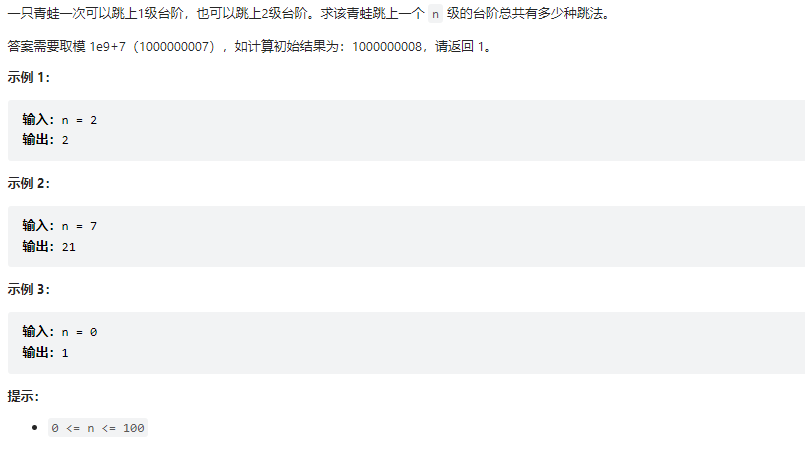 一只青蛙一次可以跳上1级台阶，也可以跳上2级台阶。求该青蛙跳上一个 n 级的台阶总共有多少种跳法。
答案需要取模 1e9+7（1000000007），如计算初始结果为：1000000008，请返回 1。
示例 1：
输入：n = 2
输出：2
示例 2：
输入：n = 7
输出：21
示例 3：
输入：n = 0
输出：1
提示：
• 0 <= n <= 100